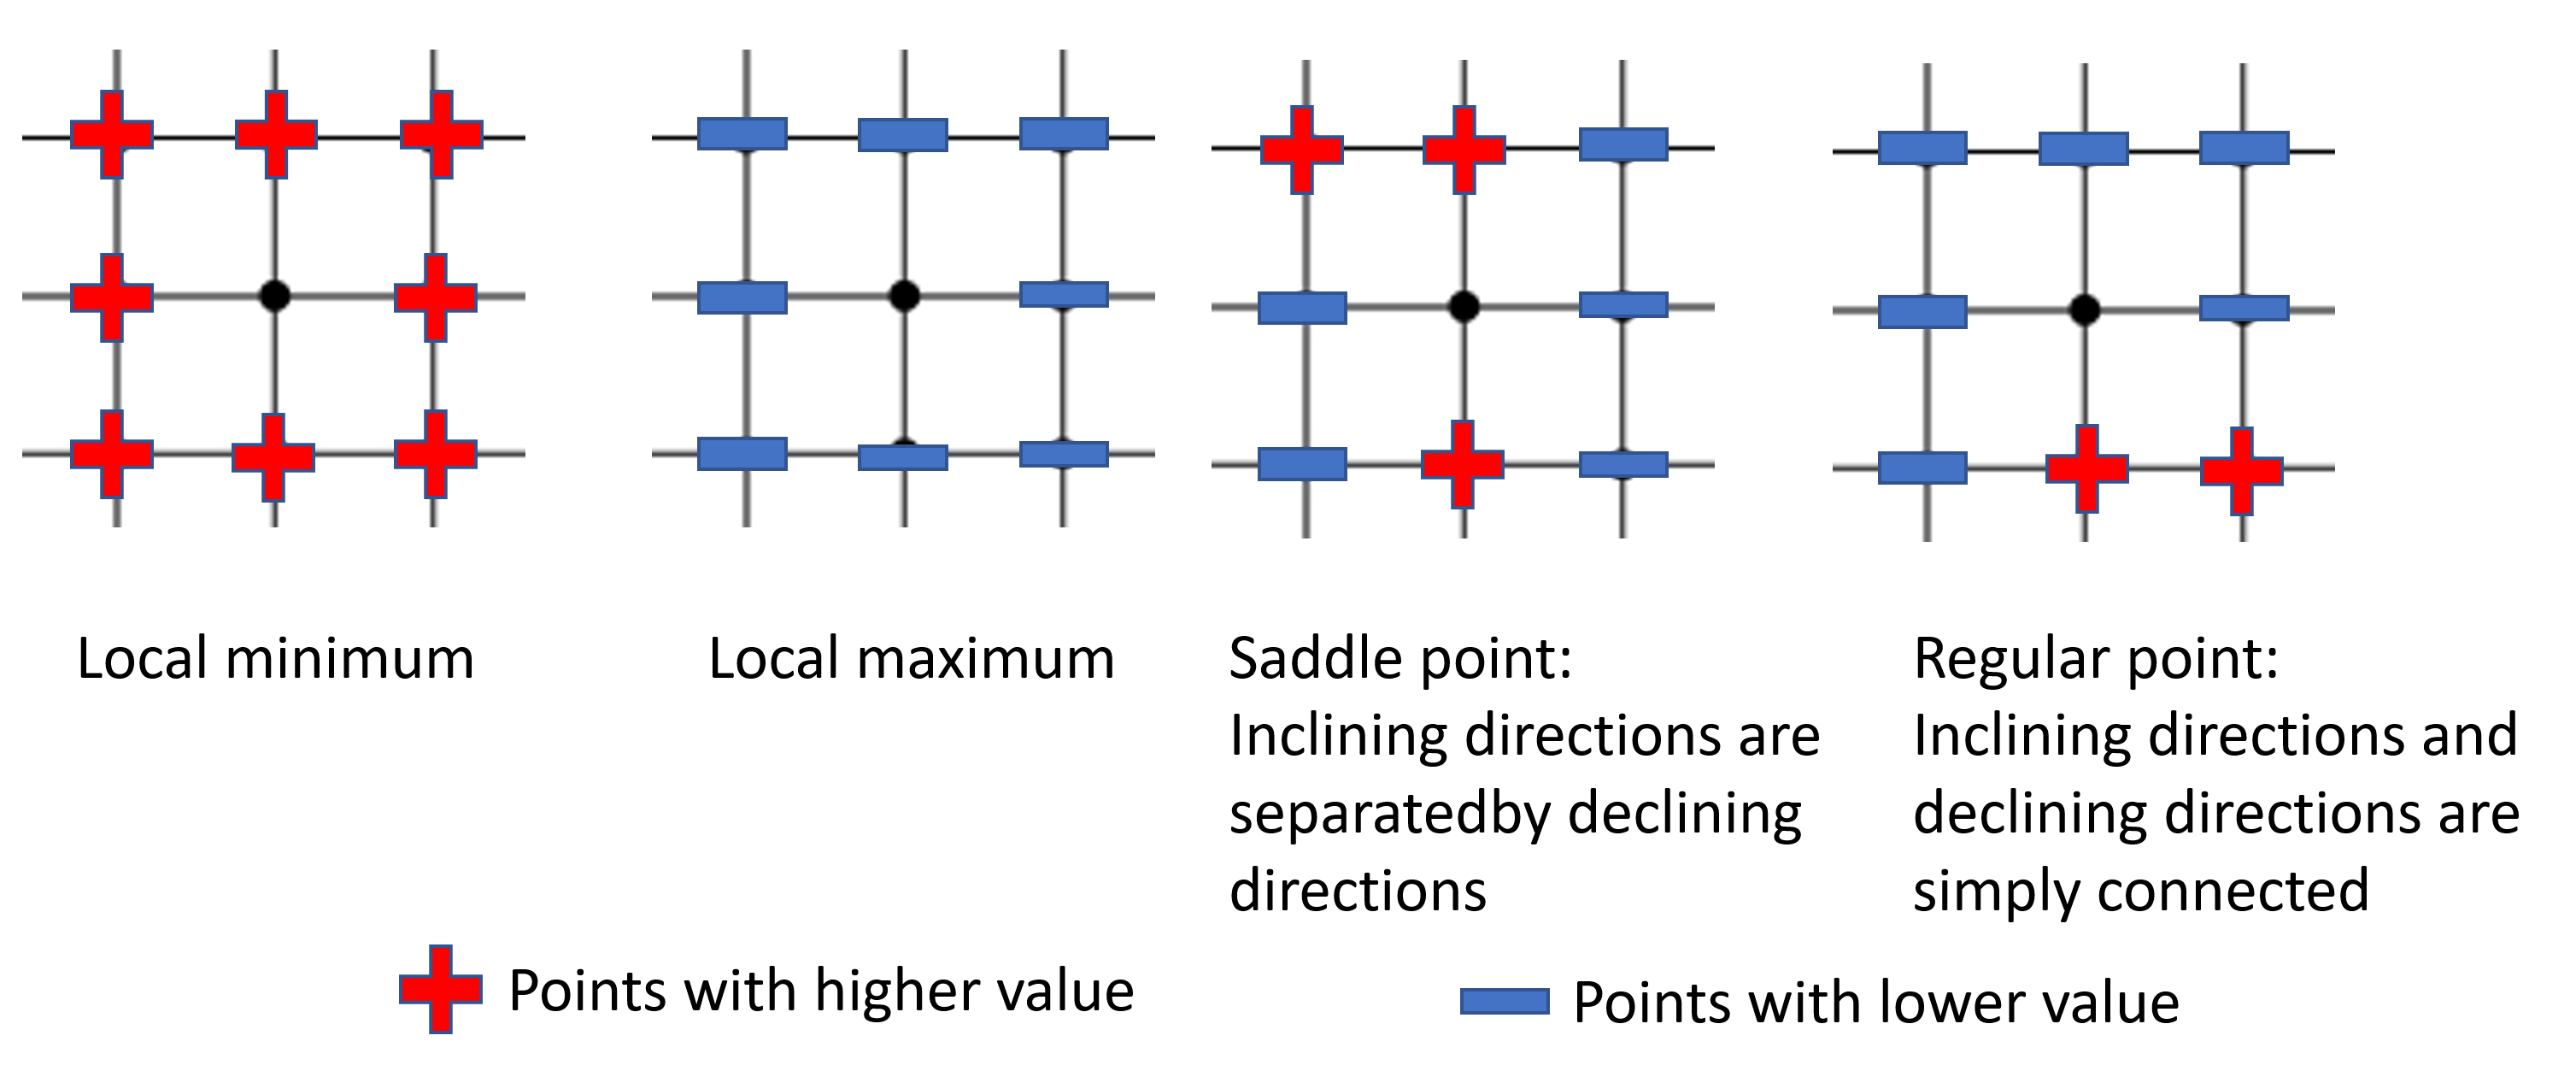 Local minimum
Local maximum
Saddle point:
Inclining directions are
separatedby declining
directions
Regular point:
Inclining directions and
declining directions are
simply connected
Points with higher value
Points with lower value